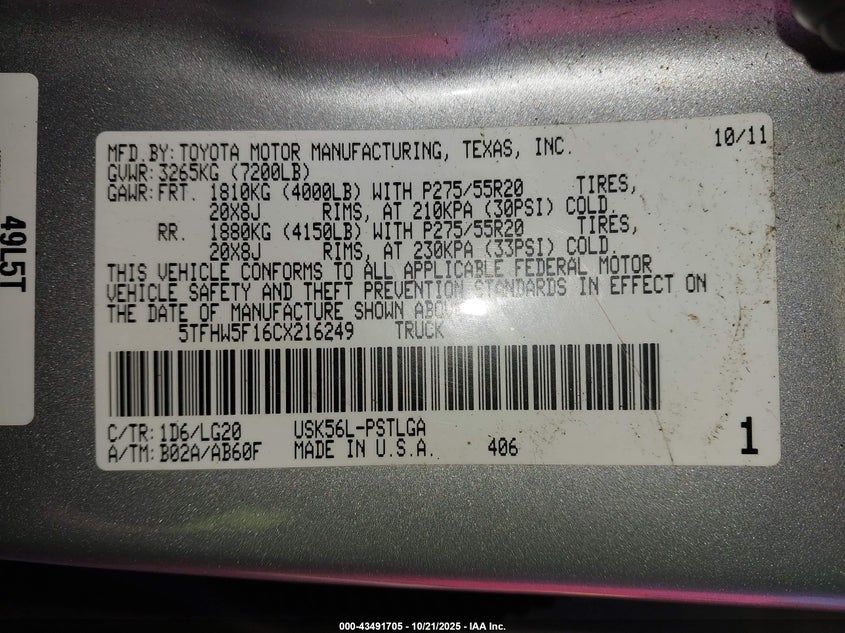 MFD.BY:TOYOTA MOTOR MANUFACTURING, TEXAS, INC. 10/11
GVWR:3265KG (7200LB)
GAWR:FRT. 1810KG (4000LB) WITH P275/55R20 TIRES,
20X8J RIMS, AT 210KPA (30PSI) COLD.
RR. 1880KG (4150LB) WITH P275/55R20 TIRES,
20X8J RIMS, AT 230KPA (33PSI) COLD.
THIS VEHICLE CONFORMS TO ALL APPLICABLE FEDERAL MOTOR
VEHICLE SAFETY AND THEFT PREVENTION STANDARDS IN EFFECT ON
THE DATE OF MANUFACTURE SHOWN ABOVE.
5TFHW5F16CX216249 TRUCK
C/TR:1D6/LG20 USK56L-PSTLGA
A/TM:B02A/AB60F MADE IN U.S.A. 406 1
49L5T
000-43491705 - 10/21/2025 - IAA Inc.